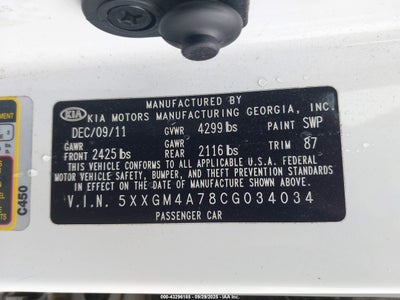 MANUFACTURED BY
KIA KIA MOTORS MANUFACTURING GEORGIA, INC.
DEC/09/11 GVWR 4299 lbs PAINT SWP
GAWR GAWR TRIM 87
FRONT 2425 lbs REAR 2116 lbs
THIS VEHICLE CONFORMS TO ALL APPLICABLE U.S.A. FEDERAL
MOTOR VEHICLE SAFETY, BUMPER, AND THEFT PREVENTION STANDARDS
IN EFFECT ON THE DATE OF MANUFACTURE SHOWN ABOVE
V.I.N. 5XXGM4A78CG034034
PASSENGER CAR
C450
000-43296185 - 09/29/2025 - IAA